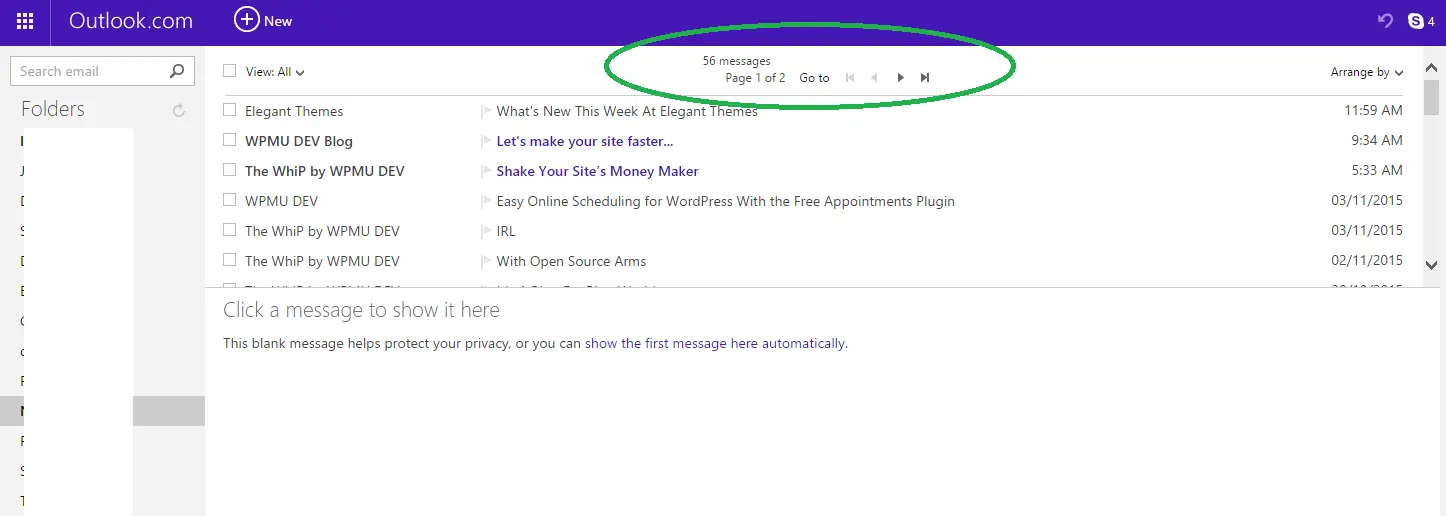 Outlook.com
New
4
Search email
Folders
View: All
56 messages
Page 1 of 2 Go to
Arrange by
Elegant Themes What's New This Week At Elegant Themes 11:59 AM
WPMU DEV Blog Let's make your site faster... 9:34 AM
The WhiP by WPMU DEV Shake Your Site's Money Maker 5:33 AM
WPMU DEV Easy Online Scheduling for WordPress With the Free Appointments Plugin 03/11/2015
The WhiP by WPMU DEV IRL 03/11/2015
The WhiP by WPMU DEV With Open Source Arms 02/11/2015
Click a message to show it here
This blank message helps protect your privacy, or you can show the first message here automatically.